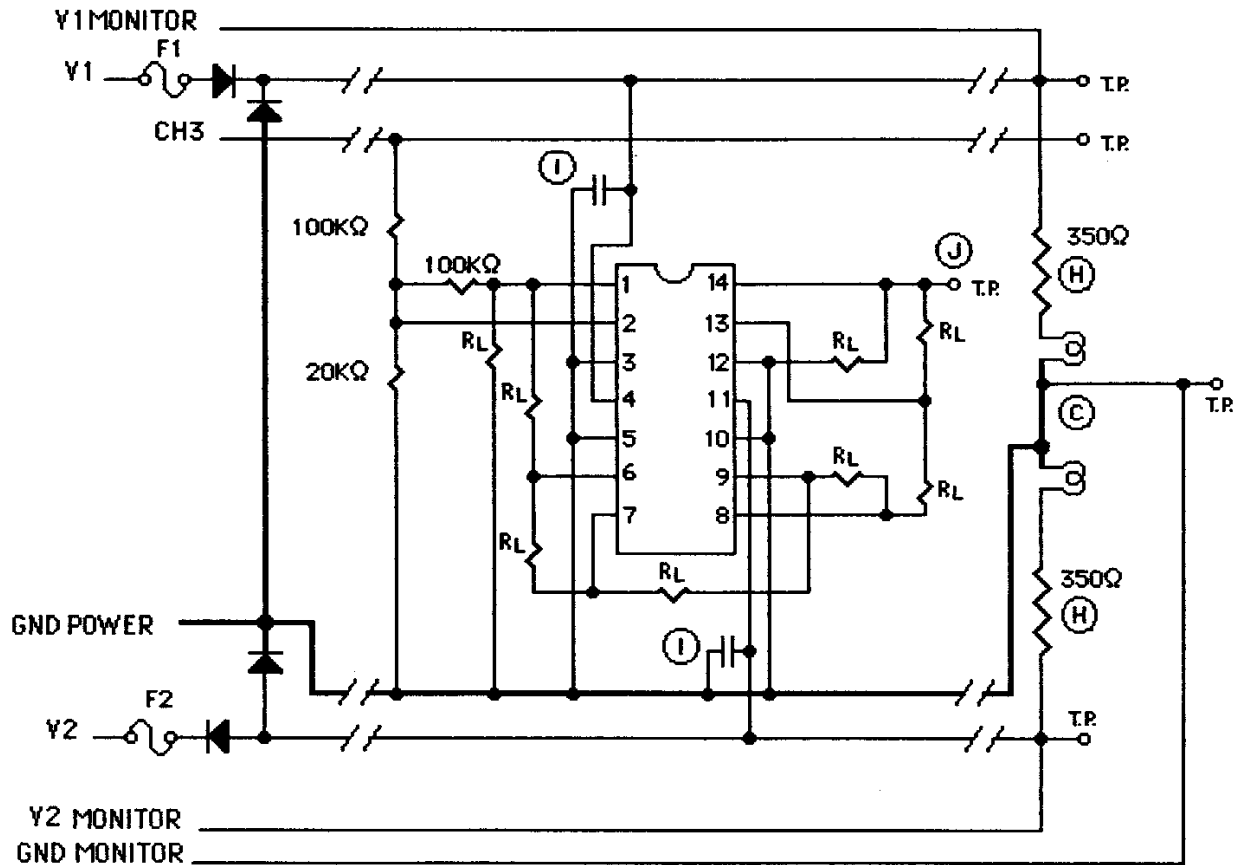 V1 MONITOR
F1
V1
T.P.
CH3
T.P.
I
100KΩ
350Ω
J
100KΩ
H
1
14
T.P.
2
13
RL
RL
RL
20KΩ
3
12
RL
4
11
T.P.
C
5
10
6
9
RL
7
8
RL
RL
RL
350Ω
H
GND POWER
I
F2
T.P.
V2
V2 MONITOR
GND MONITOR